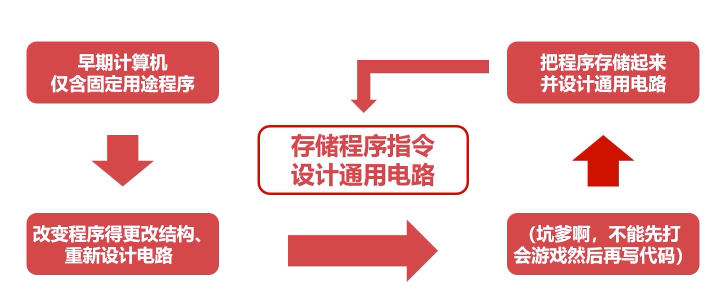 早期计算机
仅含固定用途程序
改变程序得更改结构、
重新设计电路
（坑爹啊，不能先打
会游戏然后再写代码）
把程序存储起来
并设计通用电路
存储程序指令
设计通用电路